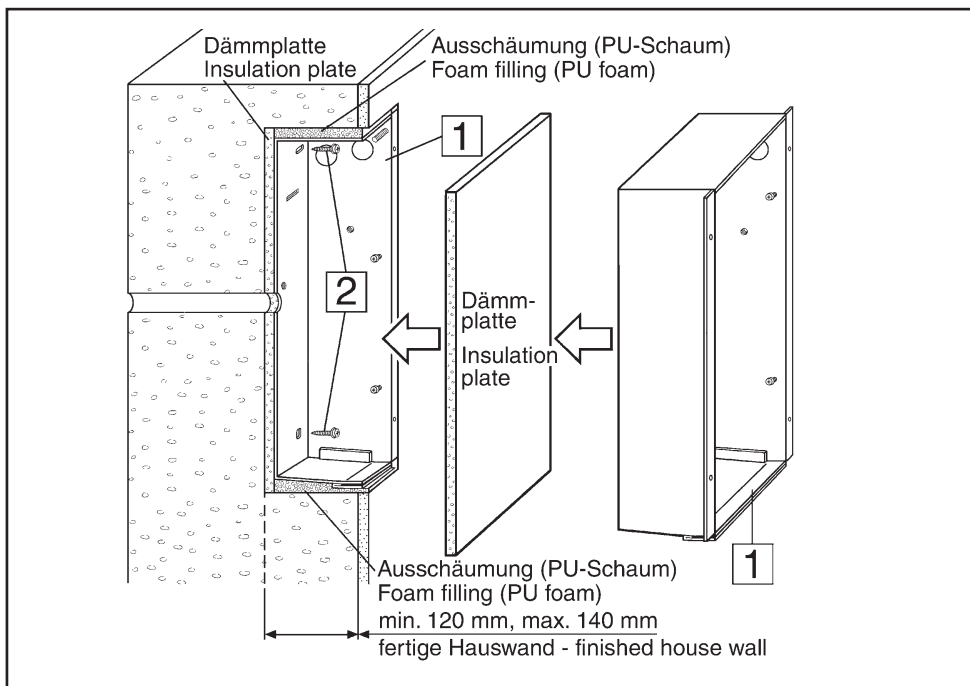 Dämmplatte
Insulation plate
Ausschäumung (PU-Schaum)
Foam filling (PU foam)
1
2
Dämm-
platte
Insulation
plate
1
Ausschäumung (PU-Schaum)
Foam filling (PU foam)
min. 120 mm, max. 140 mm
fertige Hauswand - finished house wall